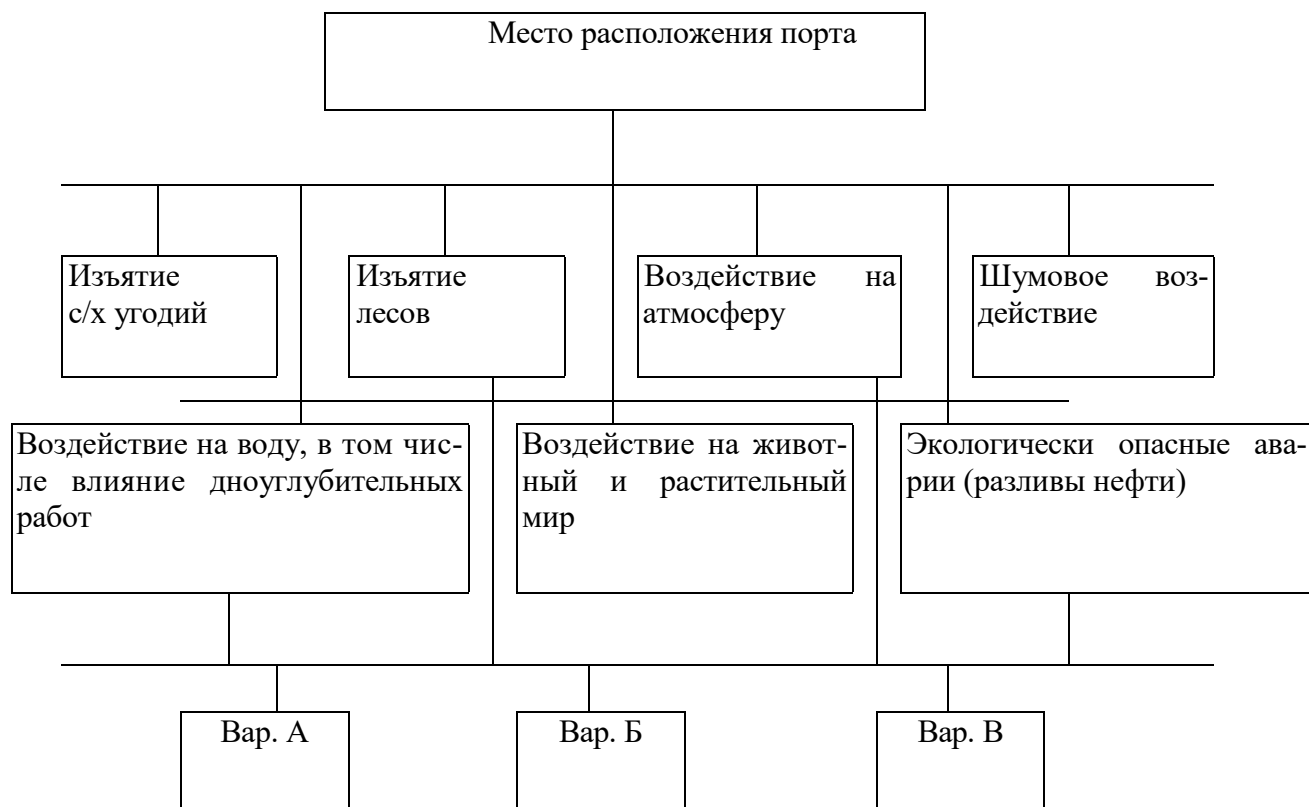 Место расположения порта
Изъятие
с/х угодий
Изъятие
лесов
Воздействие на
атмосферу
Шумовое воз-
действие
Воздействие на воду, в том чис-
ле влияние дноуглубительных
работ
Воздействие на живот-
ный и растительный
мир
Экологически опасные ава-
рии (разливы нефти)
Вар. А
Вар. Б
Вар. В